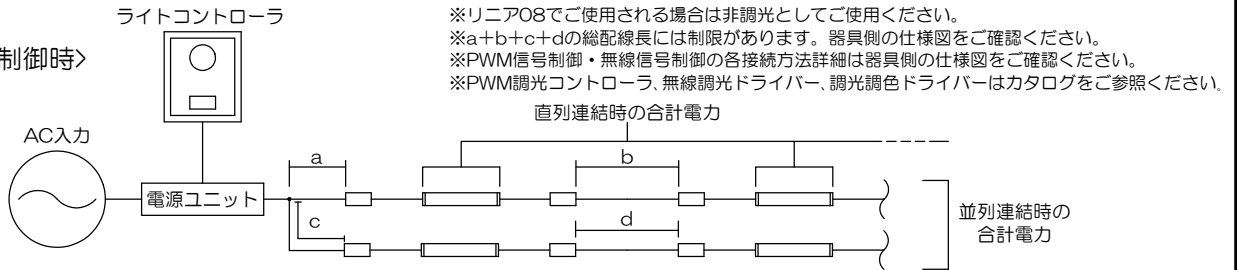 ライトコントローラ
制御時>
※リニア08でご使用される場合は非調光としてご使用ください。
※a+b+c+dの総配線長には制限があります。器具側の仕様図をご確認ください。
※PWM信号制御・無線信号制御の各接続方法詳細は器具側の仕様図をご確認ください。
※PWM調光コントローラ、無線調光ドライバー、調光調色ドライバーはカタログをご参照ください。
直列連結時の合計電力
AC入力
a
b
電源ユニット
c
d
並列連結時の
合計電力